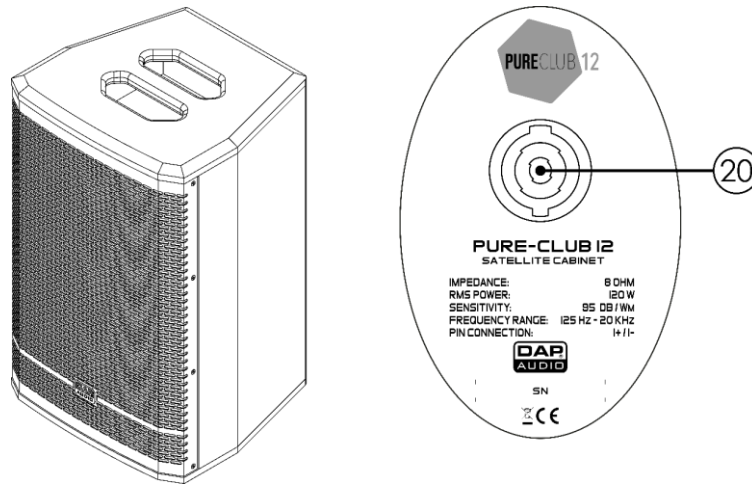 PURECLUB 12
20
PURE-CLUB 12
SATELLITE CABINET
IMPEDANCE: 8 OHM
RMS POWER: 120 W
SENSITIVITY: 95 DB/WM
FREQUENCY RANGE: 125 HZ - 20 KHZ
PIN CONNECTION: 1+/1-
DAP
AUDIO
SN
CE